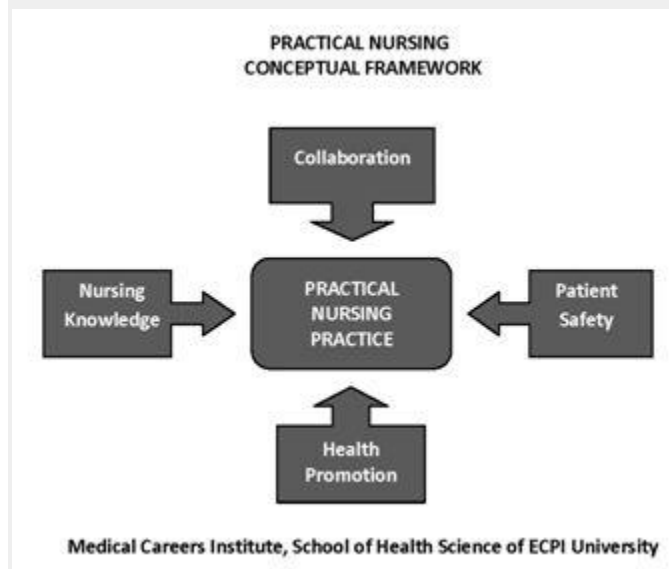 PRACTICAL NURSING
CONCEPTUAL FRAMEWORK
Collaboration
Nursing
Knowledge
PRACTICAL
NURSING
PRACTICE
Patient
Safety
Health
Promotion
Medical Careers Institute, School of Health Science of ECPI University